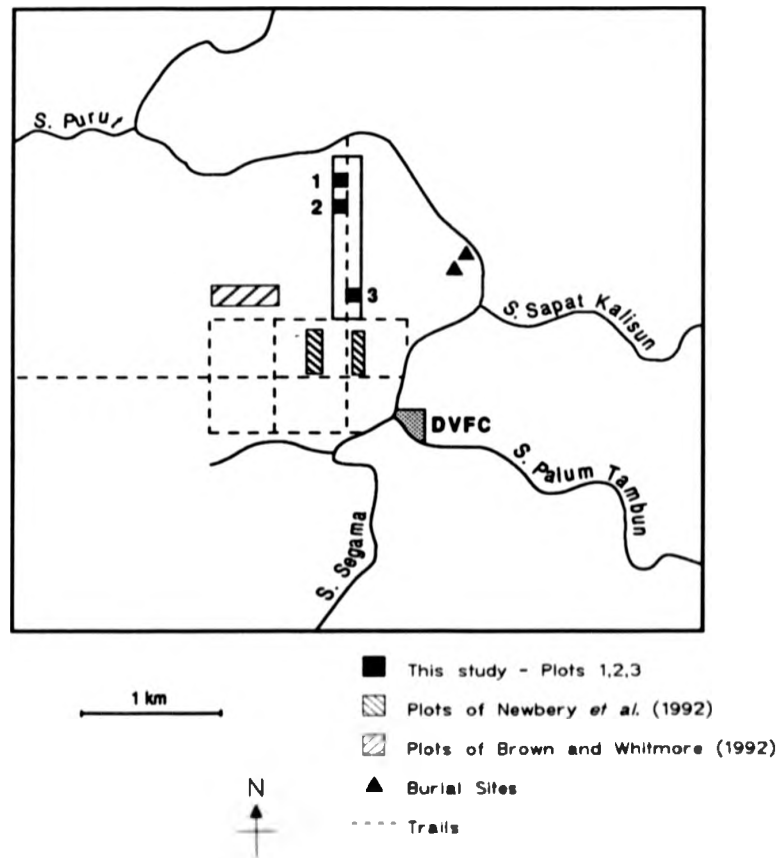 S. Purut
1
2
3
S. Sapat Kalisun
DVFC
S. Palum Tambun
S. Segama
1 km
This study - Plots 1,2,3
Plots of Newbery et al. (1992)
Plots of Brown and Whitmore (1992)
N
Burial Sites
Trails